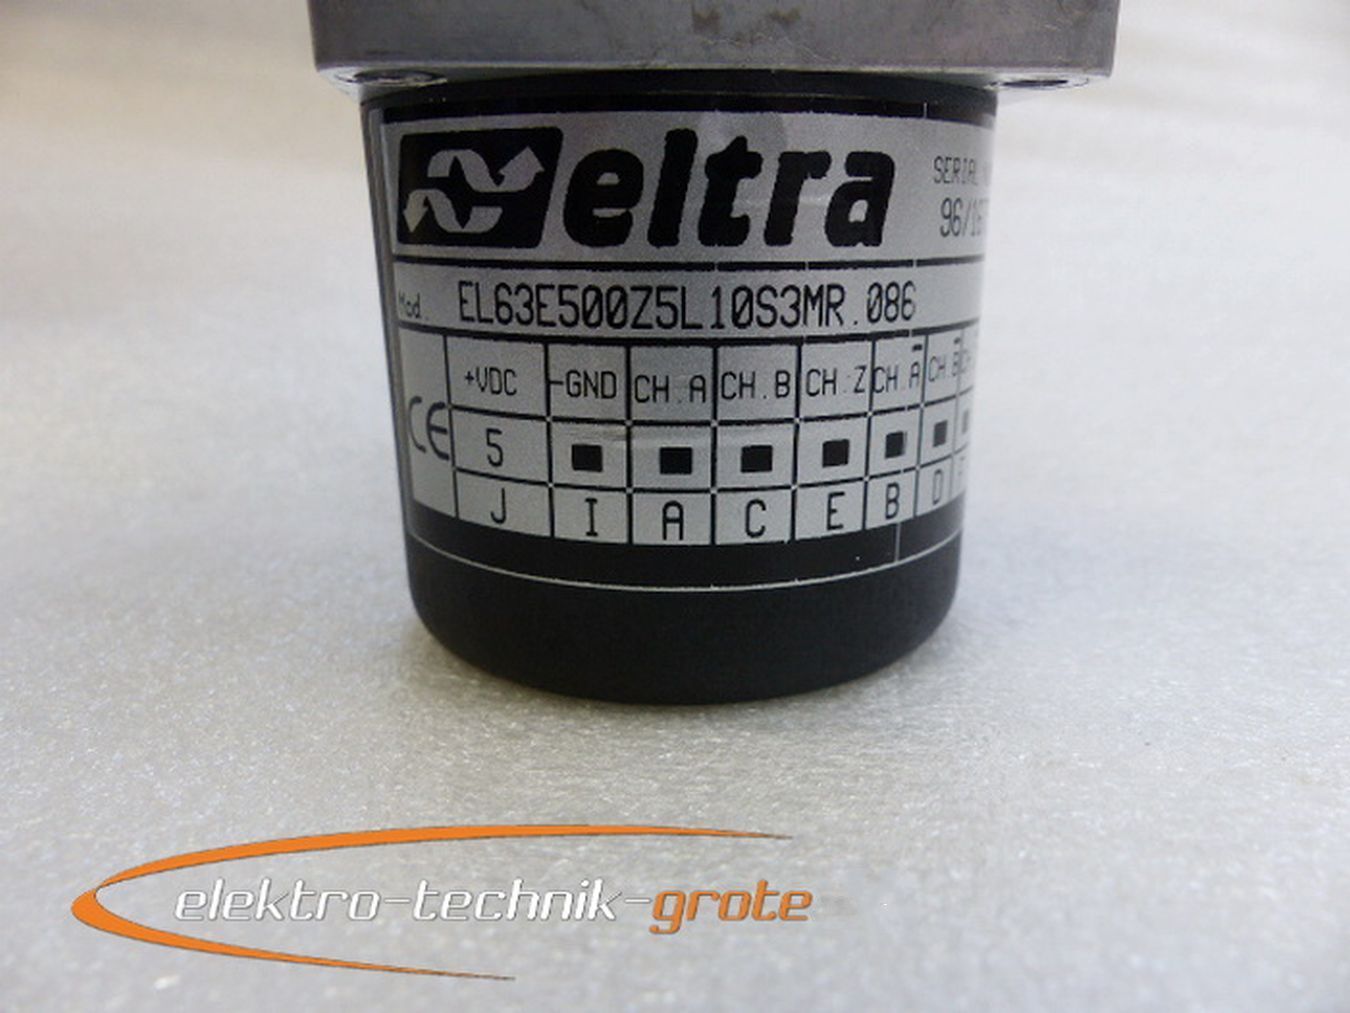 eltra
SERIAL
96/
Mod. EL63E500Z5L10S3MR.086
CE
+VDC -GND CH.A CH.B CH.Z CH.A̅ CH.B̅
5
J I A C E B D
elektro-technik-grote